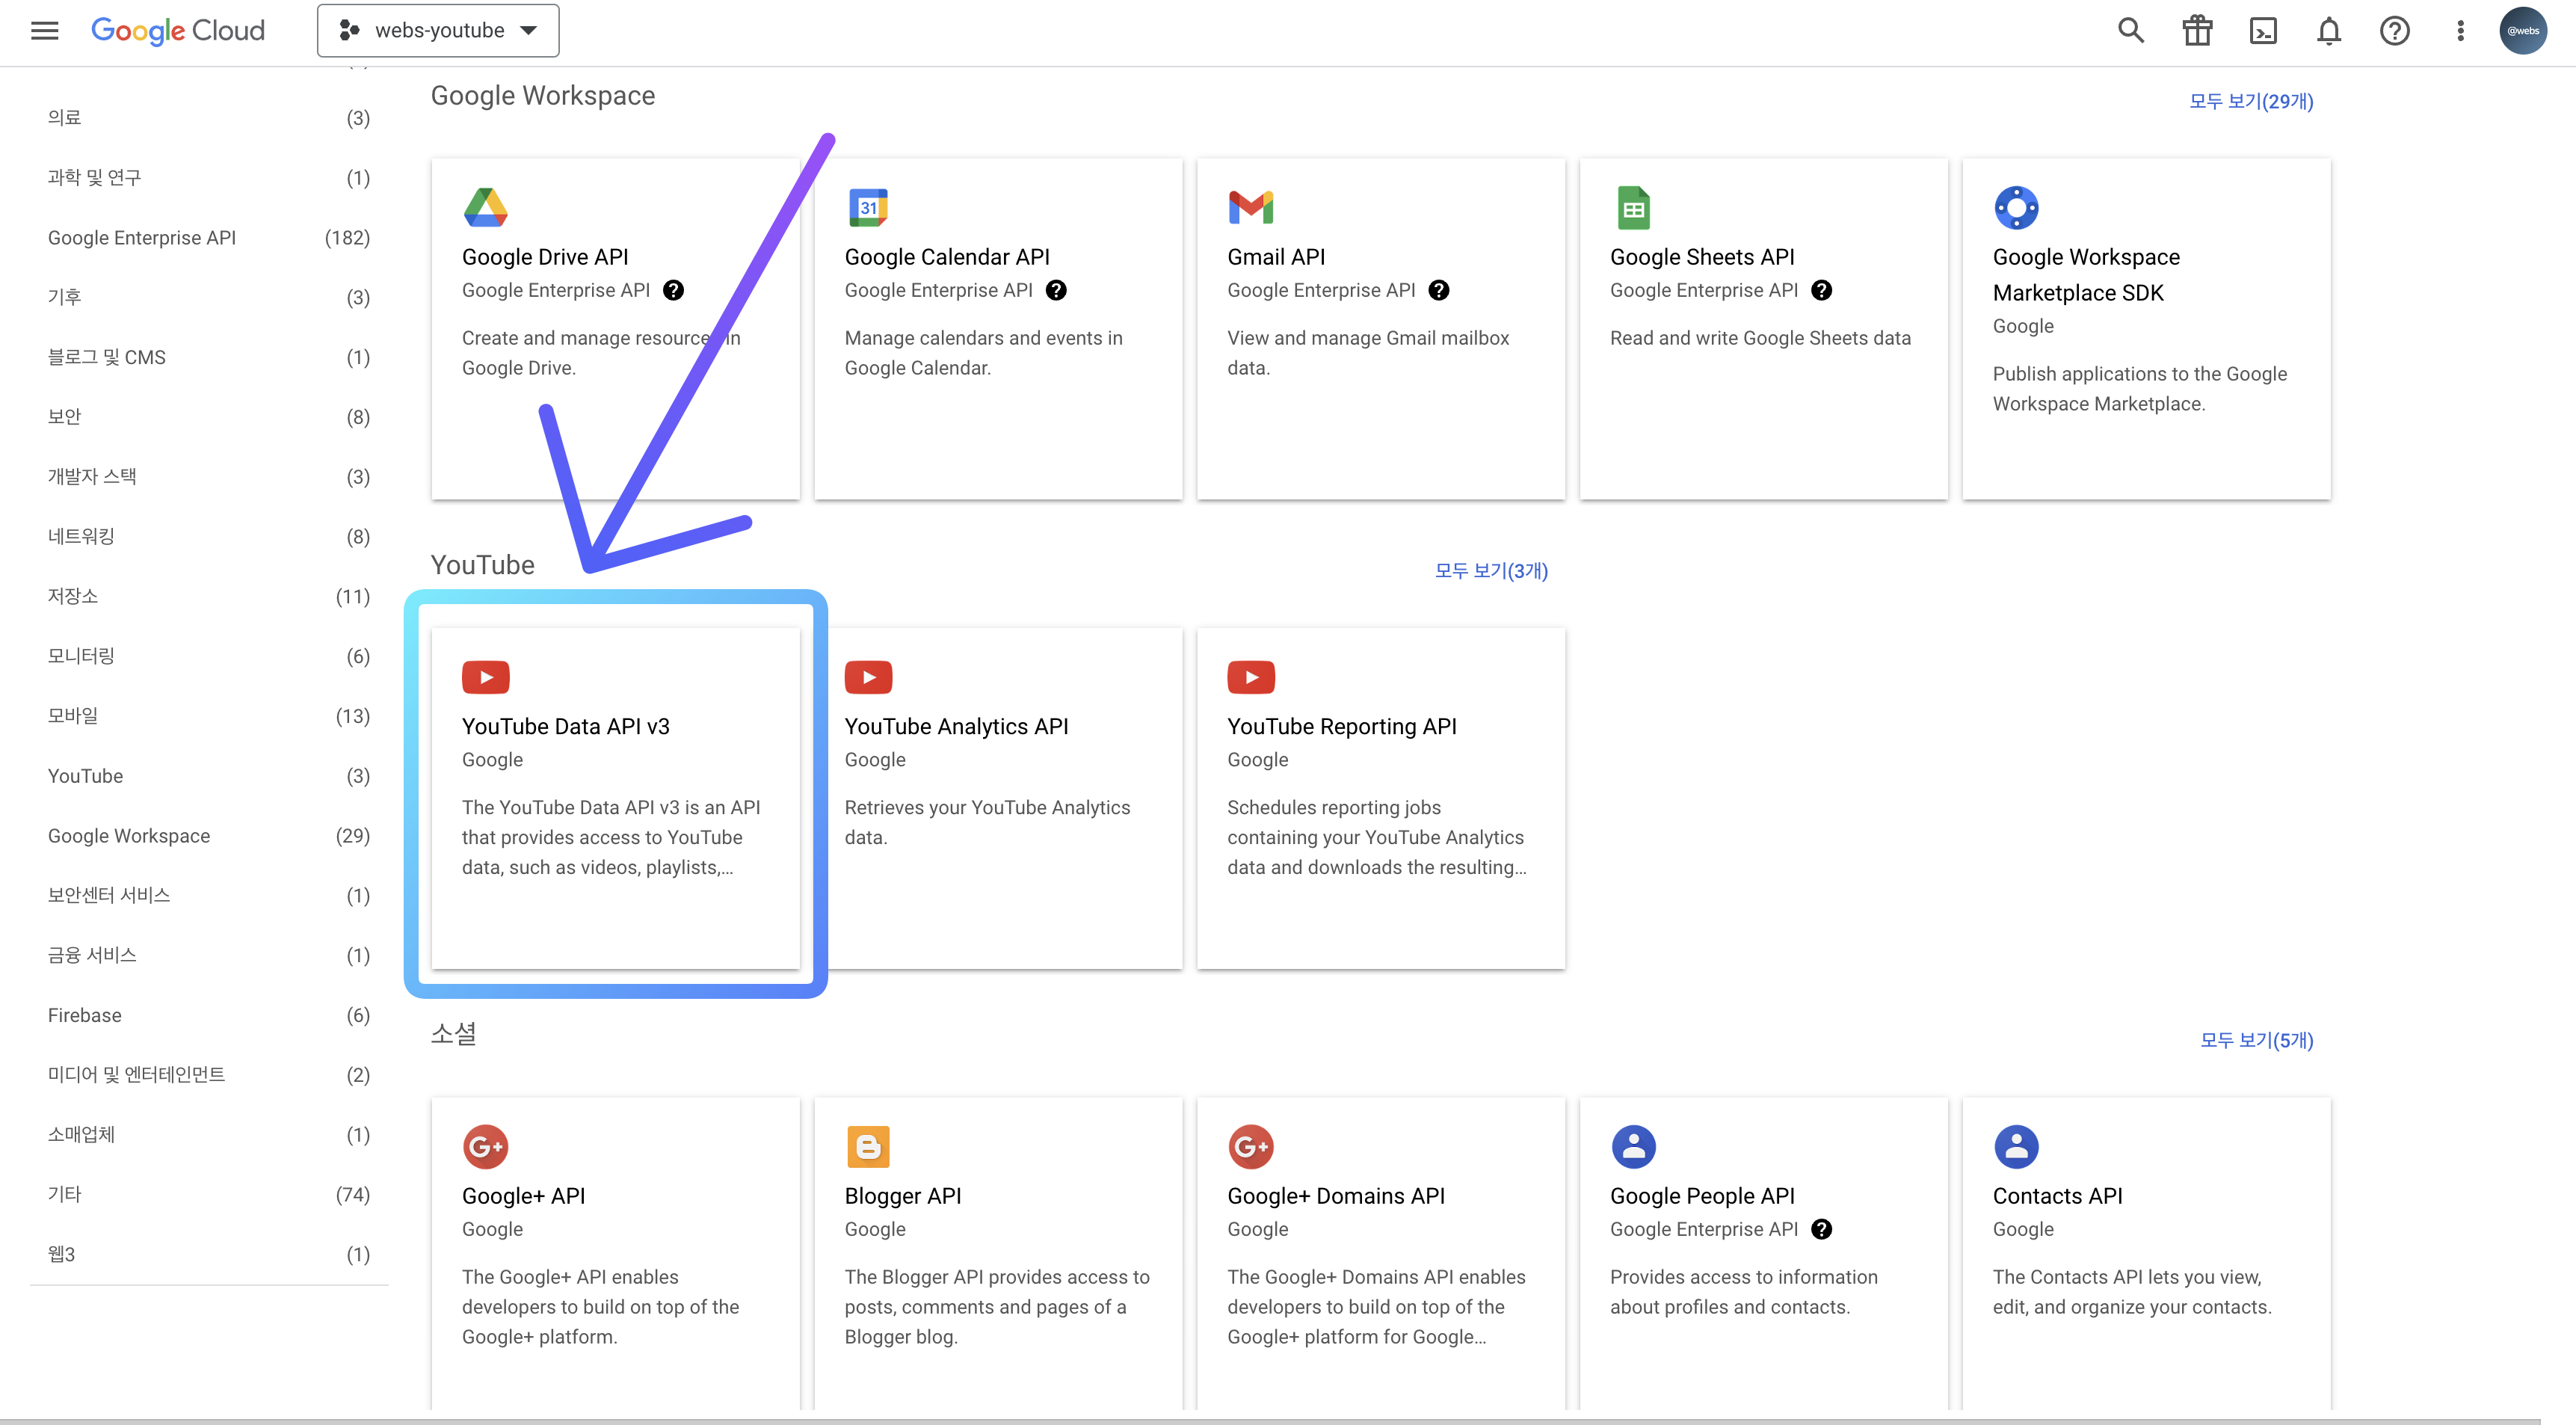 Google Cloud
webs-youtube
@webs
의료 (3)
과학 및 연구 (1)
Google Enterprise API (182)
기후 (3)
블로그 및 CMS (1)
보안 (8)
개발자 스택 (3)
네트워킹 (8)
저장소 (11)
모니터링 (6)
모바일 (13)
YouTube (3)
Google Workspace (29)
보안센터 서비스 (1)
금융 서비스 (1)
Firebase (6)
미디어 및 엔터테인먼트 (2)
소매업체 (1)
기타 (74)
웹3 (1)
Google Workspace
모두 보기(29개)
Google Drive API
Google Enterprise API
Create and manage resources in
Google Drive.
31
Google Calendar API
Google Enterprise API
Manage calendars and events in
Google Calendar.
Gmail API
Google Enterprise API
View and manage Gmail mailbox
data.
Google Sheets API
Google Enterprise API
Read and write Google Sheets data
Google Workspace
Marketplace SDK
Google
Publish applications to the Google
Workspace Marketplace.
YouTube
모두 보기(3개)
YouTube Data API v3
Google
The YouTube Data API v3 is an API
that provides access to YouTube
data, such as videos, playlists,...
YouTube Analytics API
Google
Retrieves your YouTube Analytics
data.
YouTube Reporting API
Google
Schedules reporting jobs
containing your YouTube Analytics
data and downloads the resulting...
소셜
모두 보기(5개)
G+
Google+ API
Google
The Google+ API enables
developers to build on top of the
Google+ platform.
Blogger API
Google
The Blogger API provides access to
posts, comments and pages of a
Blogger blog.
G+
Google+ Domains API
Google
The Google+ Domains API enables
developers to build on top of the
Google+ platform for Google...
Google People API
Google Enterprise API
Provides access to information
about profiles and contacts.
Contacts API
Google
The Contacts API lets you view,
edit, and organize your contacts.